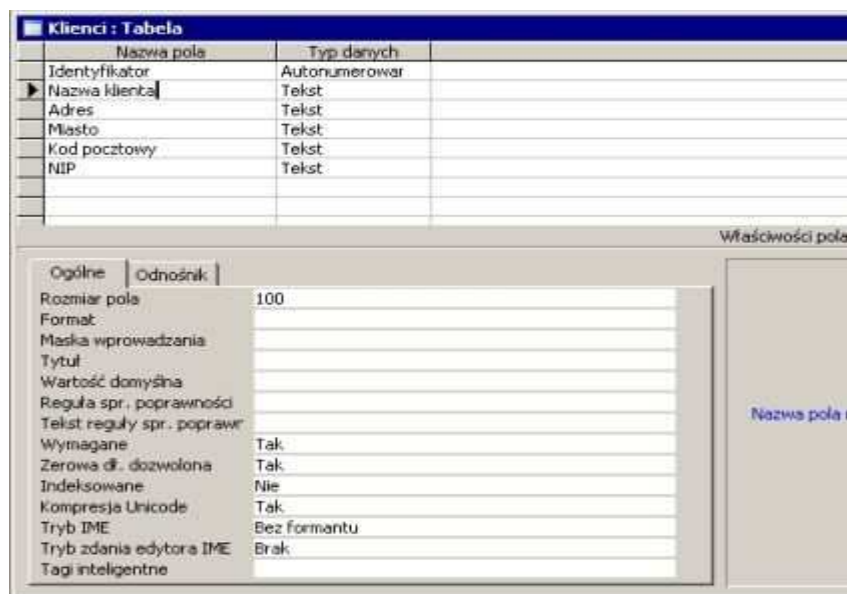 Klienci : Tabela
Nazwa pola Typ danych
Identyfikator Autonumerowar
Nazwa klienta Tekst
Adres Tekst
Miasto Tekst
Kod pocztowy Tekst
NIP Tekst
Właściwości pola
Ogólne Odnośnik
Rozmiar pola 100
Format
Maska wprowadzania
Tytuł
Wartość domyślna
Reguła spr. poprawności
Tekst reguły spr. poprawr
Nazwa pola
Wymagane Tak
Zerowa dł. dozwolona Tak
Indeksowane Nie
Kompresja Unicode Tak
Tryb IME Bez formantu
Tryb zdania edytora IME Brak
Tagi inteligentne